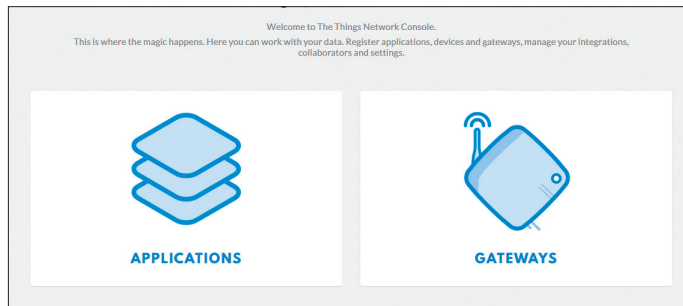 Welcome to The Things Network Console.
This is where the magic happens. Here you can work with your data. Register applications, devices and gateways, manage your integrations,
collaborators and settings.
APPLICATIONS
GATEWAYS